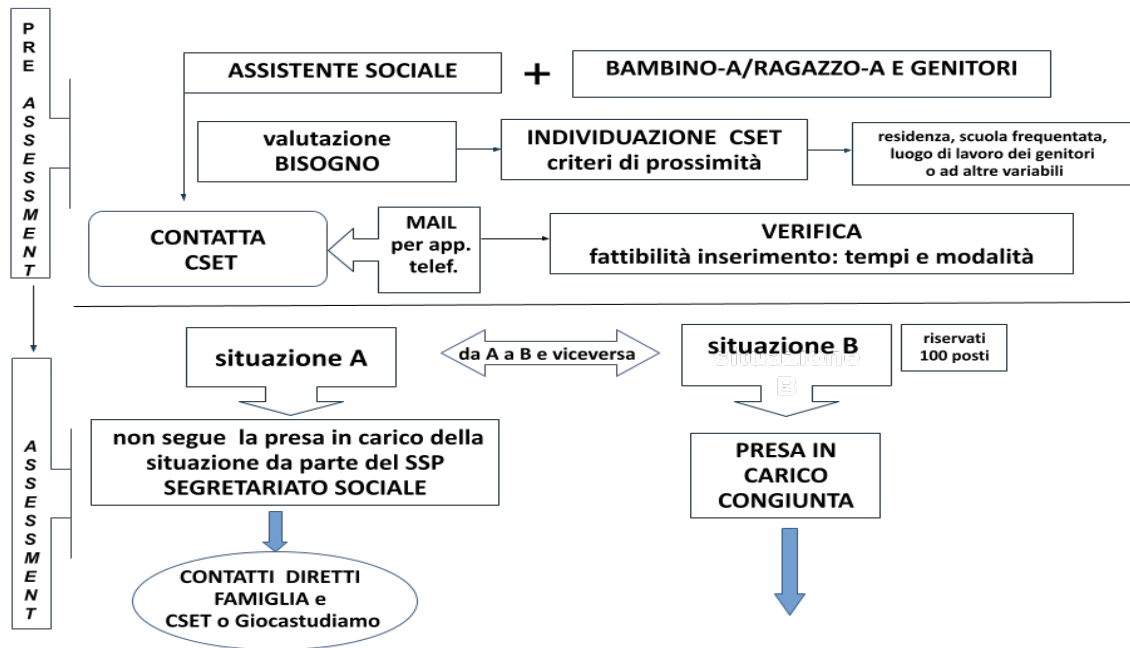 PRE ASSESSMENT
ASSISTENTE SOCIALE
+
BAMBINO-A/RAGAZZO-A E GENITORI
valutazione
BISOGNO
INDIVIDUAZIONE CSET
criteri di prossimità
residenza, scuola frequentata,
luogo di lavoro dei genitori
o ad altre variabili
CONTATTA
CSET
MAIL
per app.
telef.
VERIFICA
fattibilità inserimento: tempi e modalità
ASSESSMENT
situazione A
da A a B e viceversa
situazione B
situazione
B
riservati
100 posti
non segue la presa in carico della
situazione da parte del SSP
SEGRETARIATO SOCIALE
PRESA IN
CARICO
CONGIUNTA
CONTATTI DIRETTI
FAMIGLIA e
CSET o Giocastudiamo